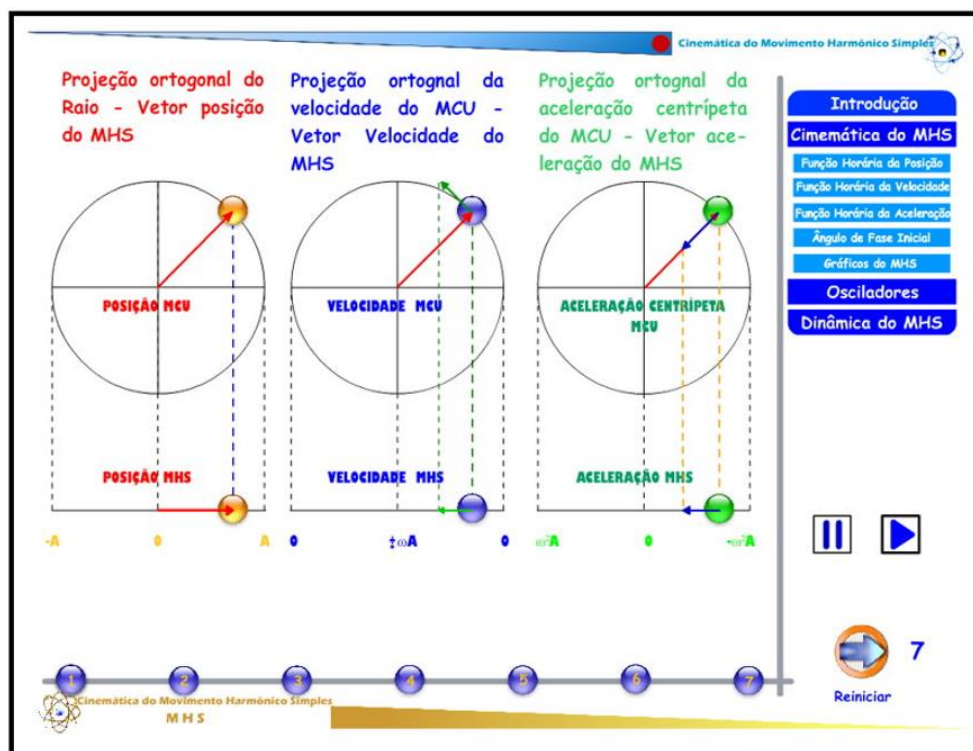 Cinemática do Movimento Harmônico Simples
Projeção ortogonal do
Raio - Vetor posição
do MHS
Projeção ortognal da
velocidade do MCU -
Vetor Velocidade do
MHS
Projeção ortognal da
aceleração centrípeta
do MCU - Vetor ace-
leração do MHS
POSIÇÃO MCU
VELOCIDADE MCU
ACELERAÇÃO CENTRÍPETA
MCU
POSIÇÃO MHS
VELOCIDADE MHS
ACELERAÇÃO MHS
-A 0 A
0 ±ωA 0
ω²A 0 -ω²A
Introdução
Cimemática do MHS
Função Horária da Posição
Função Horária da Velocidade
Função Horária da Aceleração
Ângulo de Fase Inicial
Gráficos do MHS
Osciladores
Dinâmica do MHS
7
Reiniciar
1 2 3 4 5 6 7
Cinemática do Movimento Harmônico Simples
MHS